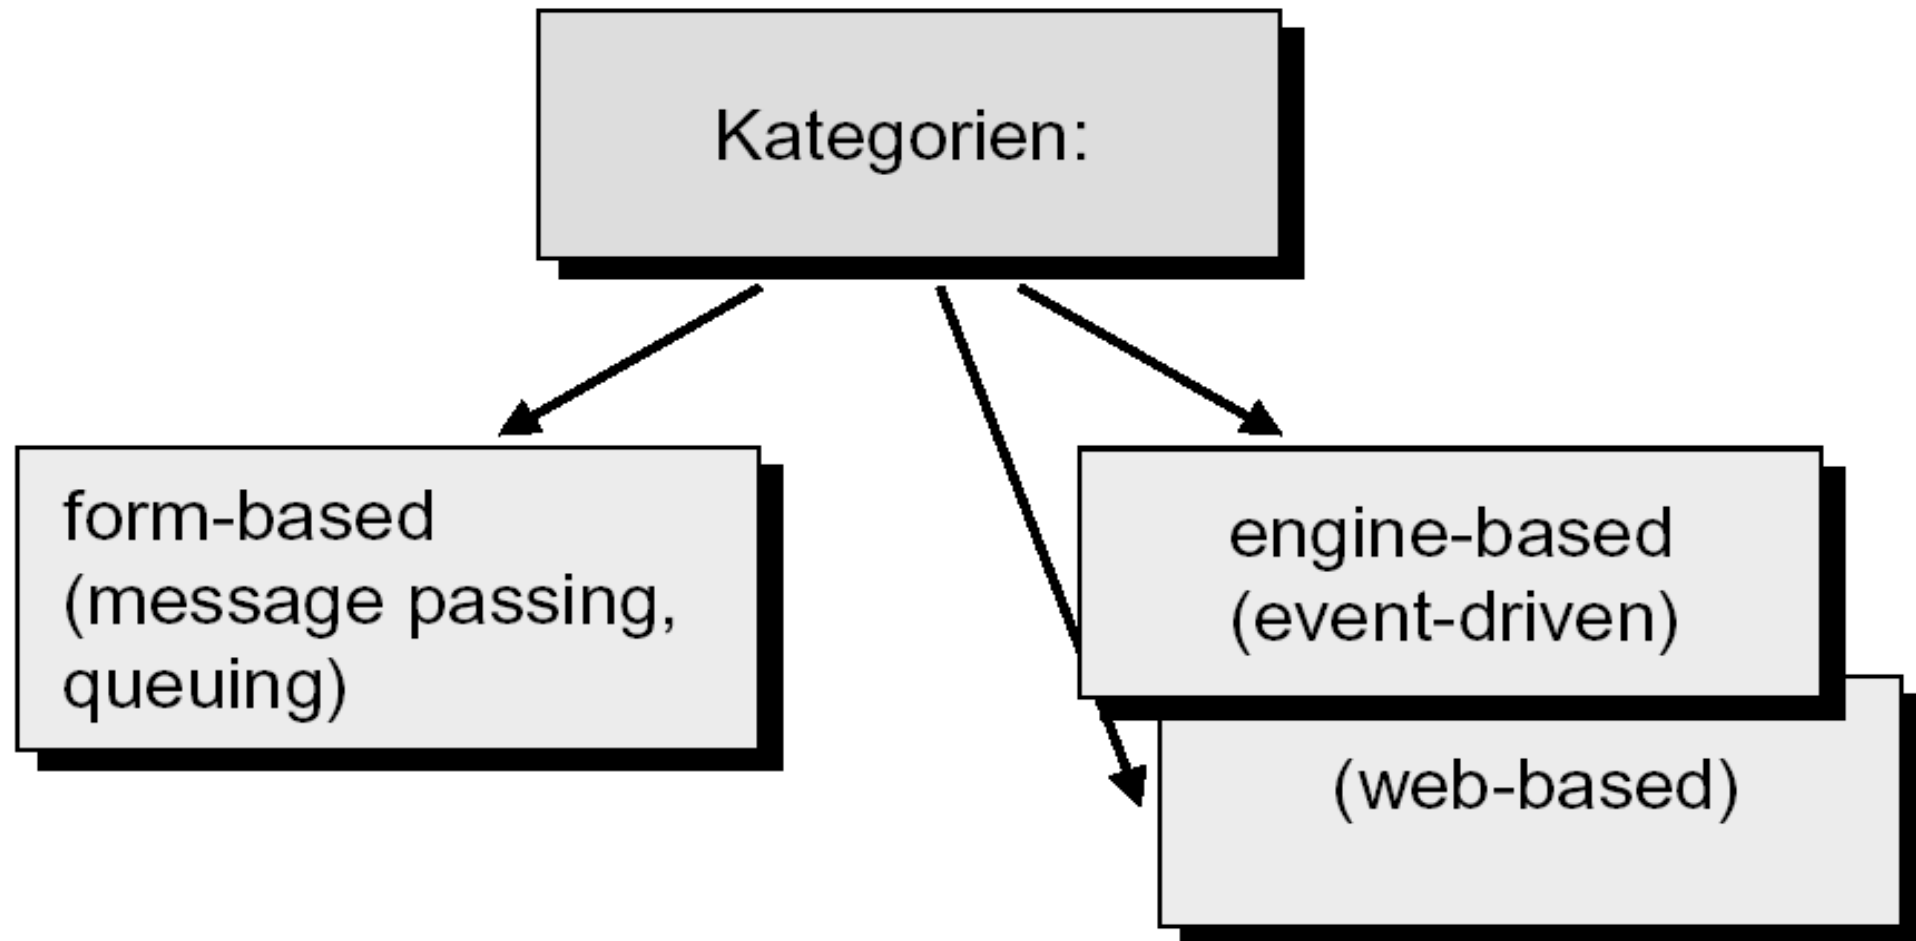 Kategorien:
form-based
(message passing,
queuing)
engine-based
(event-driven)
(web-based)